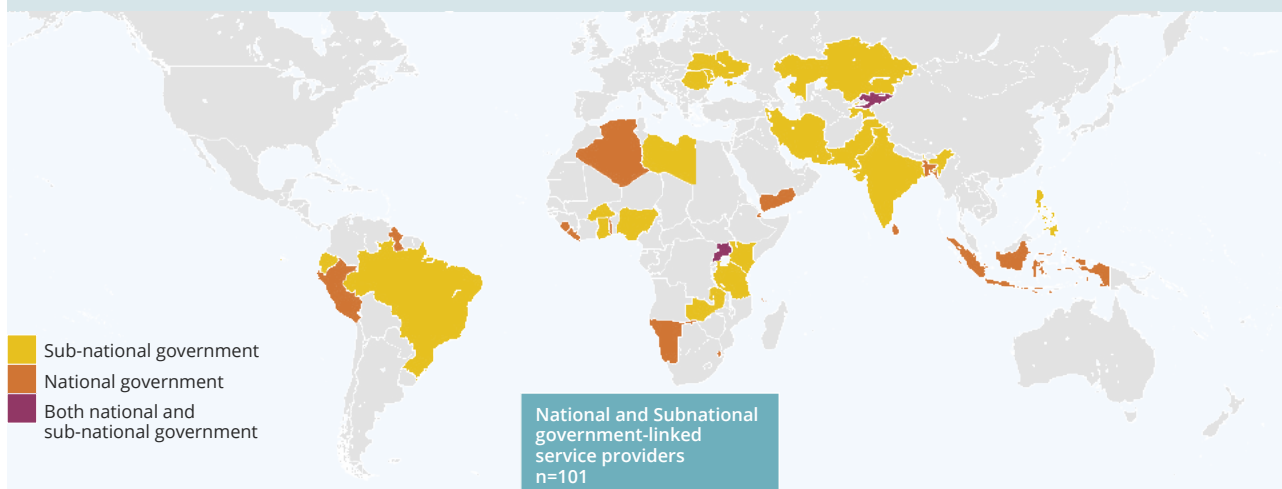 Sub-national government
National government
Both national and
sub-national government
National and Subnational
government-linked
service providers
n=101